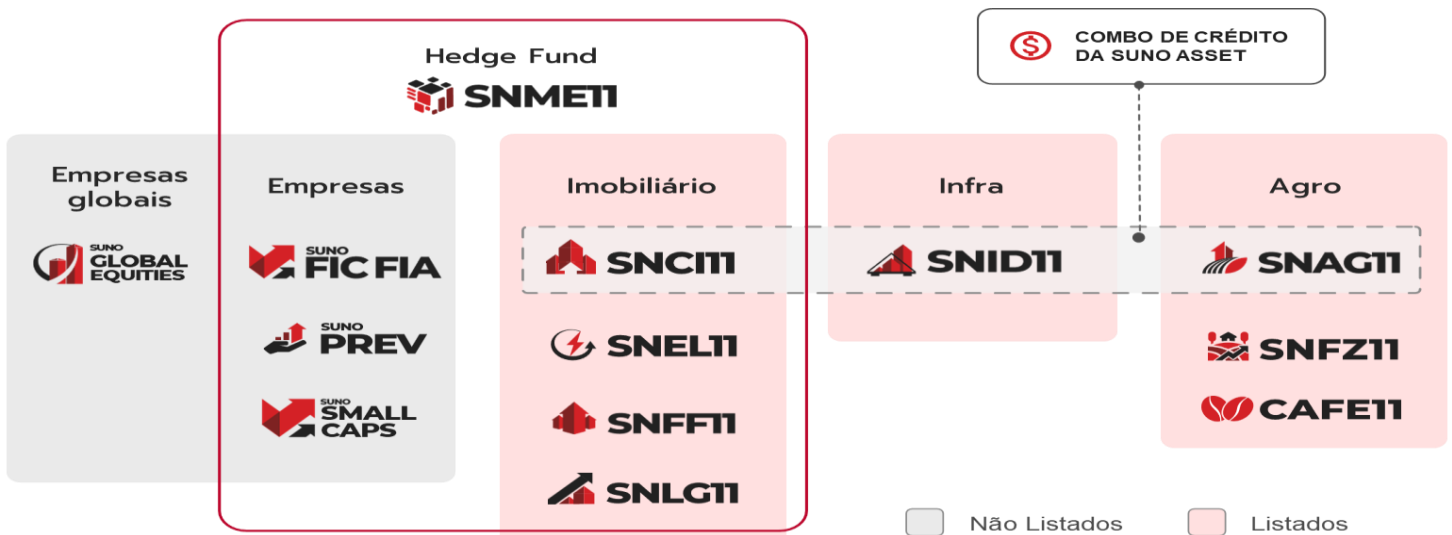 Hedge Fund
SNME11
COMBO DE CRÉDITO
DA SUNO ASSET
Empresas
globais
SUNO
GLOBAL
EQUITIES
Empresas
SUNO
FIC FIA
SUNO
PREV
SUNO
SMALL
CAPS
Imobiliário
SNCI11
SNEL11
SNFF11
SNLG11
Infra
SNID11
Agro
SNAG11
SNFZ11
CAFE11
Não Listados
Listados